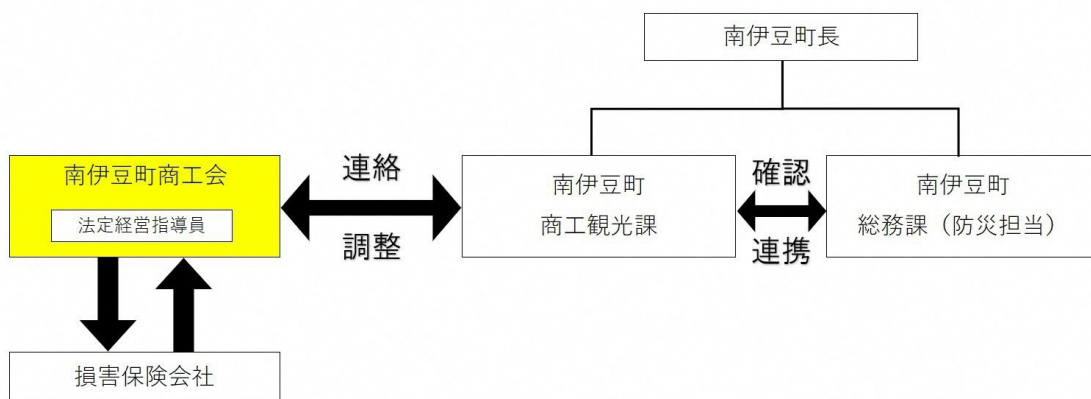 南伊豆町長
南伊豆町商工会
法定経営指導員
連絡
調整
南伊豆町
商工観光課
確認
連携
南伊豆町
総務課（防災担当）
損害保険会社